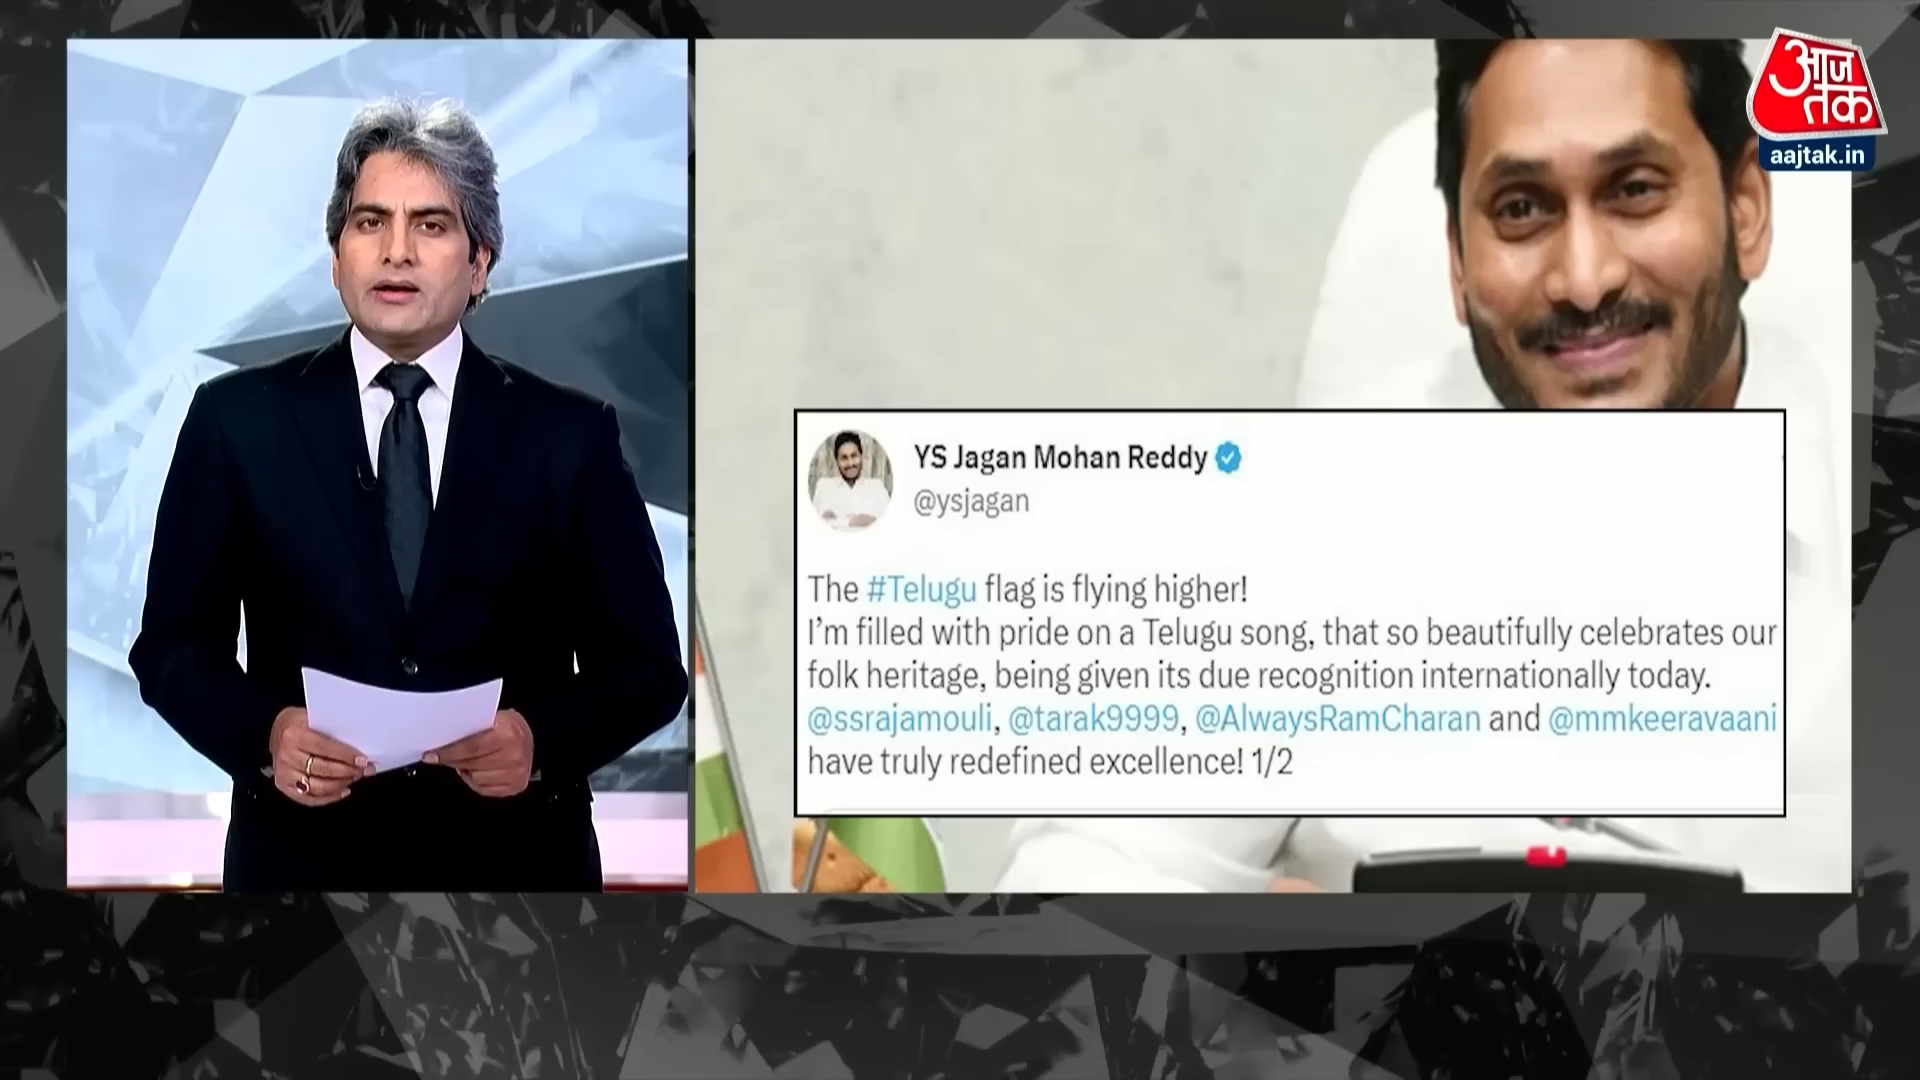 आज
तक
aajtak.in
YS Jagan Mohan Reddy
@ysjagan
The #Telugu flag is flying higher!
I'm filled with pride on a Telugu song, that so beautifully celebrates our
folk heritage, being given its due recognition internationally today.
@ssrajamouli, @tarak9999, @AlwaysRamCharan and @mmkeeravaani
have truly redefined excellence! 1/2